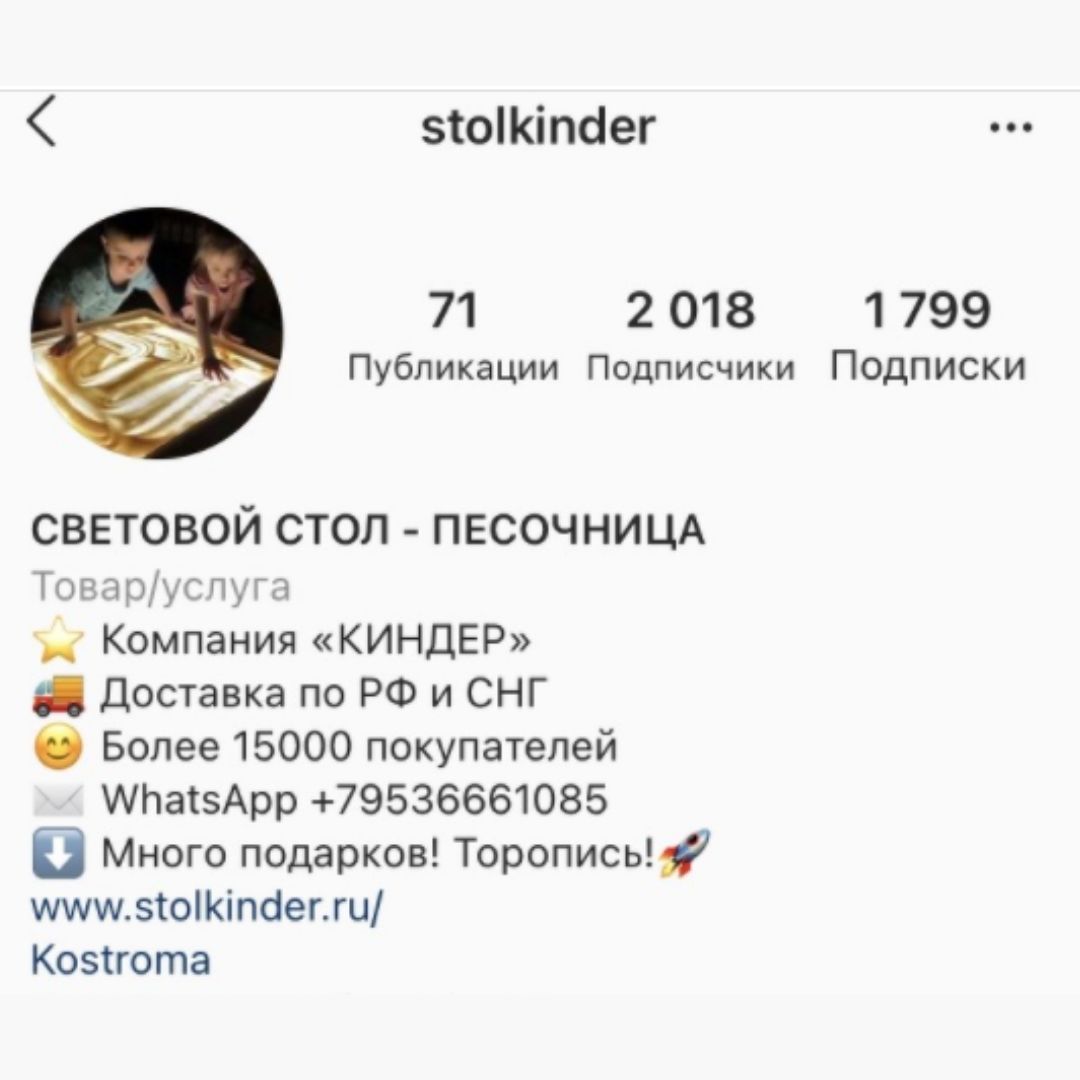 stolkinder
71 2 018 1 799
Публикации Подписчики Подписки
СВЕТОВОЙ СТОЛ - ПЕСОЧНИЦА
Товар/услуга
⭐ Компания «КИНДЕР»
🚚 Доставка по РФ и СНГ
😊 Более 15000 покупателей
✉️ WhatsApp +79536661085
⬇️ Много подарков! Торопись!🚀
www.stolkinder.ru/
Kostroma